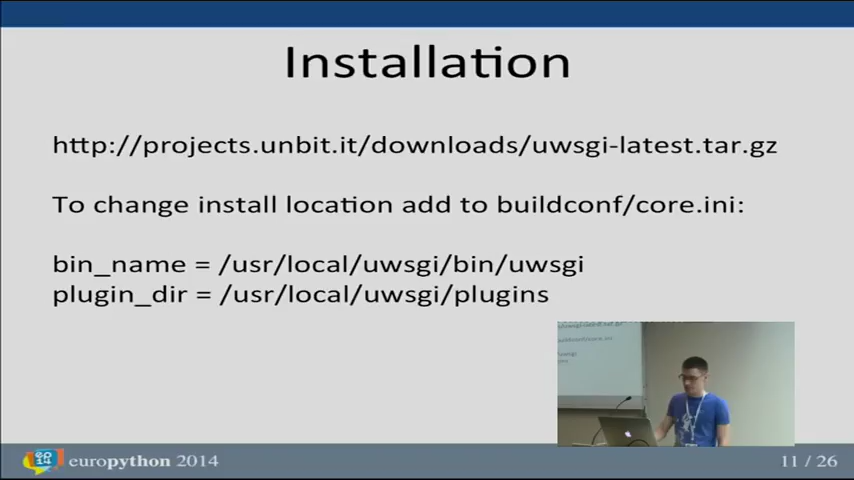 Installation
http://projects.unbit.it/downloads/uwsgi-latest.tar.gz
To change install location add to buildconf/core.ini:
bin_name = /usr/local/uwsgi/bin/uwsgi
plugin_dir = /usr/local/uwsgi/plugins
europython 2014
11 / 26